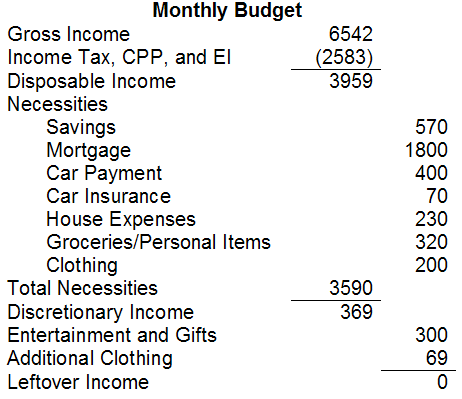 Monthly Budget
Gross Income 6542
Income Tax, CPP, and EI (2583)
Disposable Income 3959
Necessities
Savings 570
Mortgage 1800
Car Payment 400
Car Insurance 70
House Expenses 230
Groceries/Personal Items 320
Clothing 200
Total Necessities 3590
Discretionary Income 369
Entertainment and Gifts 300
Additional Clothing 69
Leftover Income 0